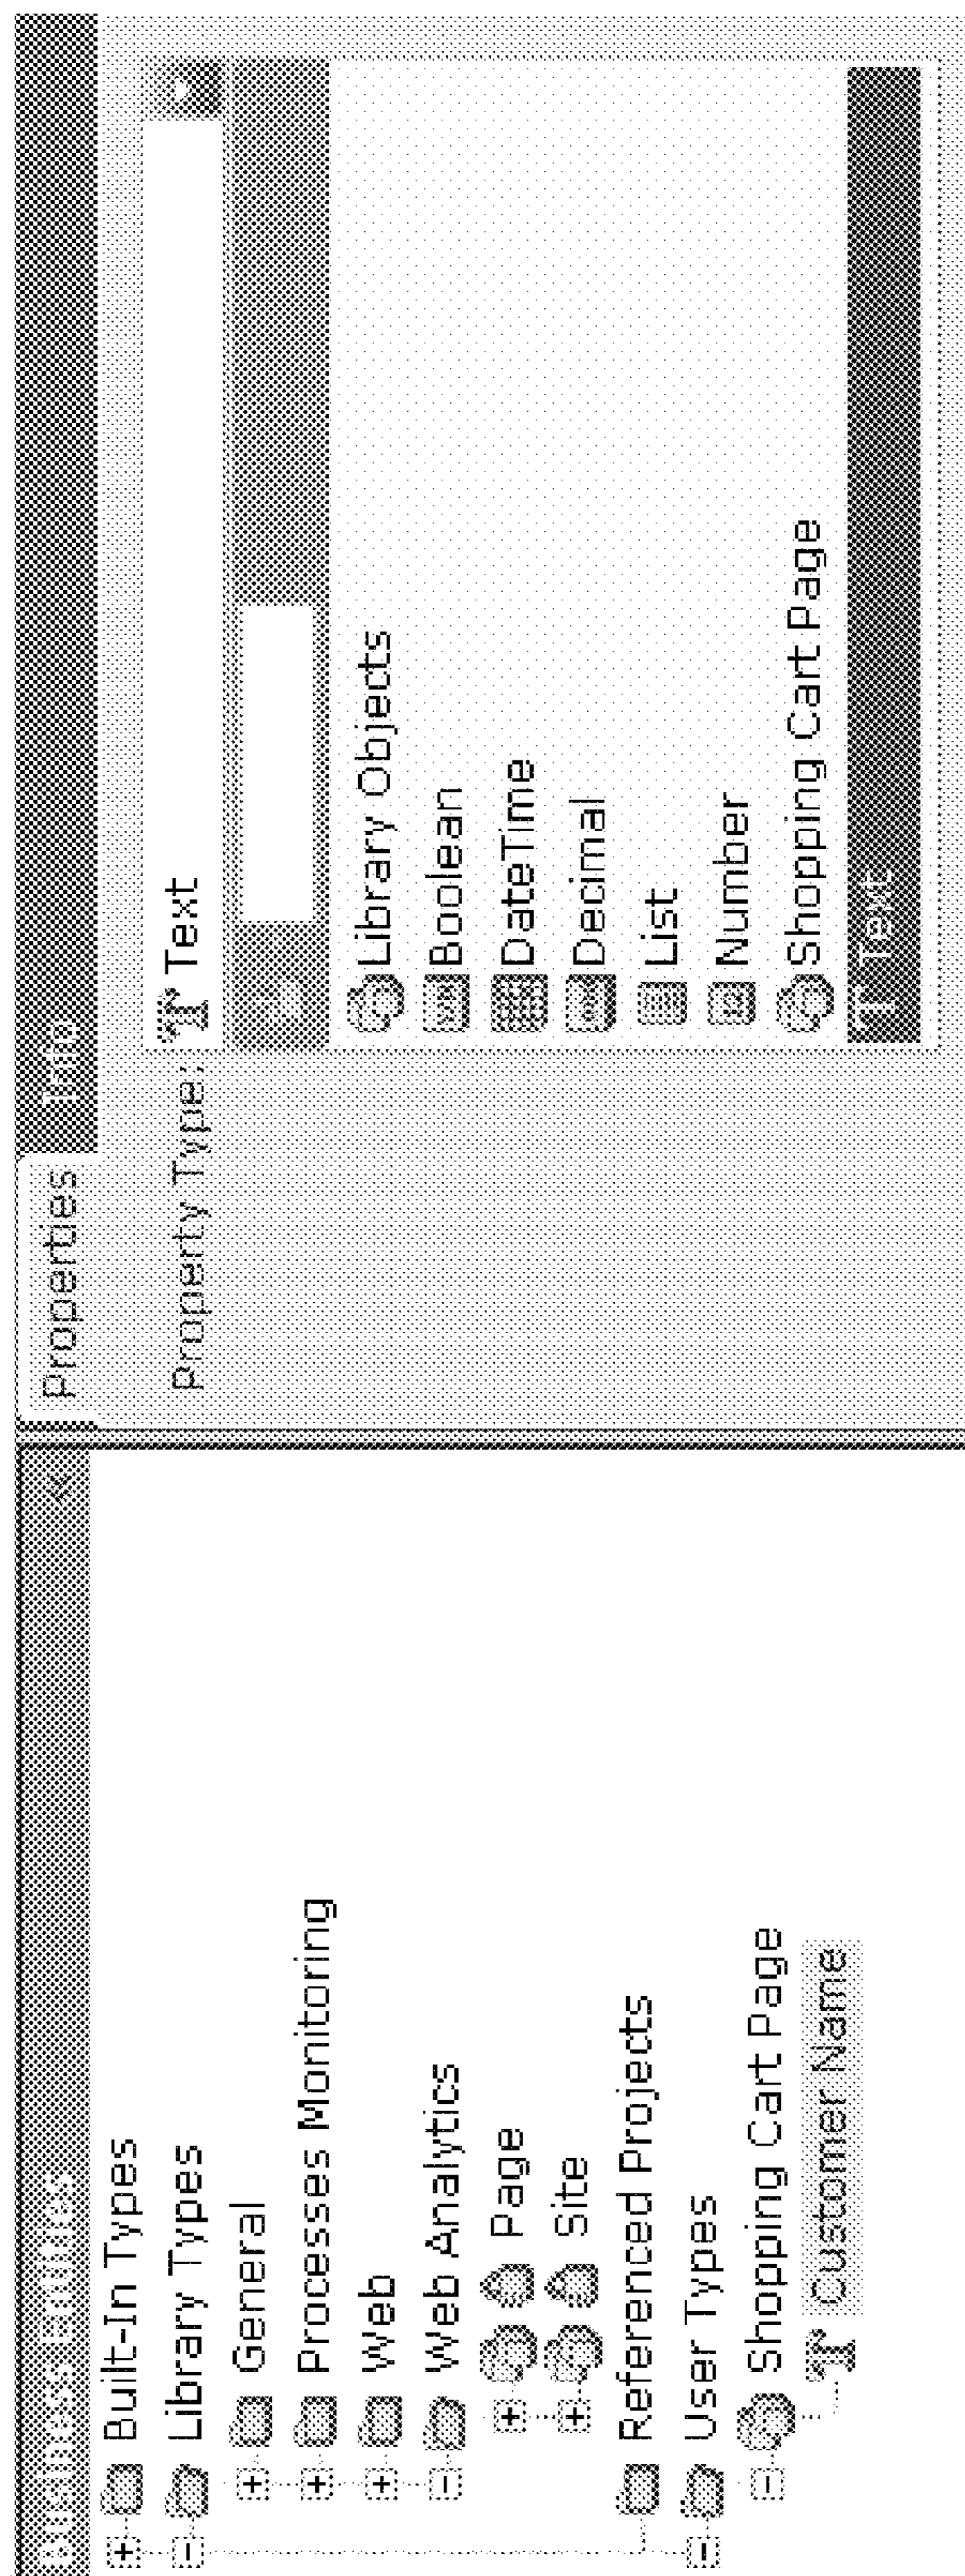 Business Entities
«
Built-In Types
Library Types
General
Processes Monitoring
Web
Web Analytics
Page
Site
Referenced Projects
User Types
Shopping Cart Page
Customer Name
Properties
Info
Property Type:
Text
Library Objects
Boolean
DateTime
Decimal
List
Number
Shopping Cart Page
Text